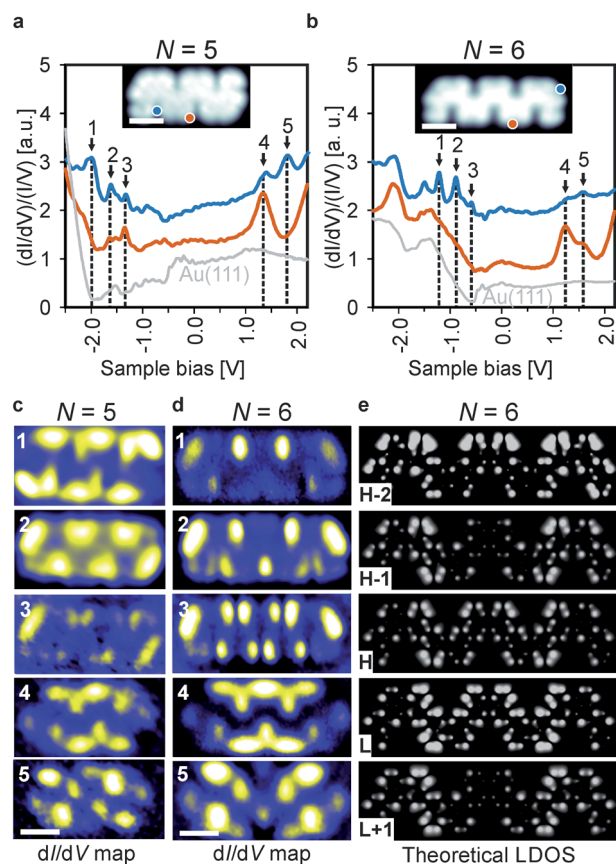 a
N = 5
b
N = 6
(dI/dV)/(I/V) [a. u.]
5
4
3
2
1
0
1
2
3
4
5
Au(111)
-2.0
-1.0
0.0
1.0
2.0
Sample bias [V]
(dI/dV)/(I/V) [a. u.]
5
4
3
2
1
0
1
2
3
4
5
Au(111)
-2.0
-1.0
0.0
1.0
2.0
Sample bias [V]
c N = 5
d N = 6
e N = 6
1
2
3
4
5
dI/dV map
1
2
3
4
5
dI/dV map
H-2
H-1
H
L
L+1
Theoretical LDOS